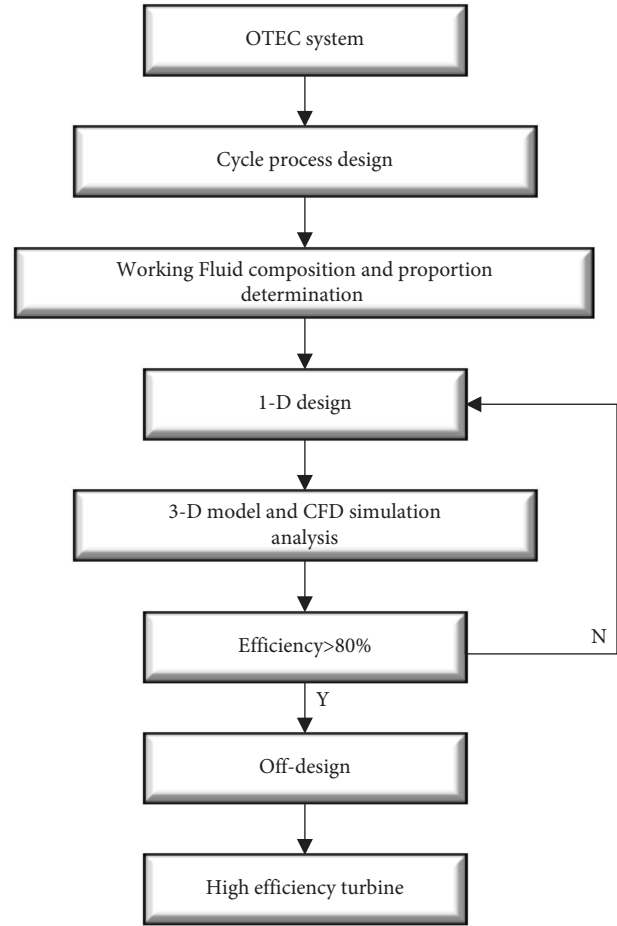 OTEC system
Cycle process design
Working Fluid composition and proportion
determination
1-D design
3-D model and CFD simulation
analysis
Efficiency>80%
N
Y
Off-design
High efficiency turbine